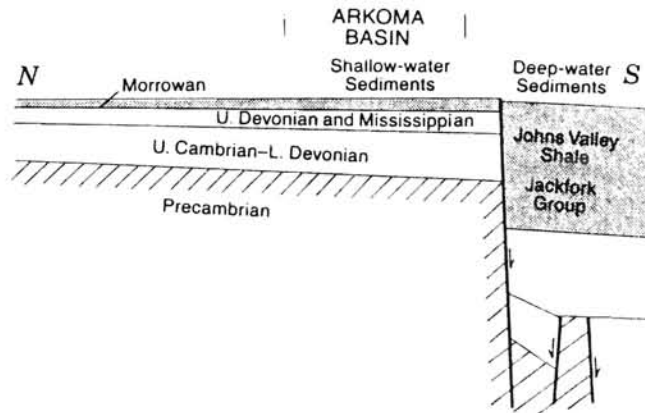 ARKOMA
BASIN
N
Shallow-water
Sediments
Deep-water
Sediments
S
Morrowan
U. Devonian and Mississippian
U. Cambrian–L. Devonian
Precambrian
Johns Valley
Shale
Jackfork
Group